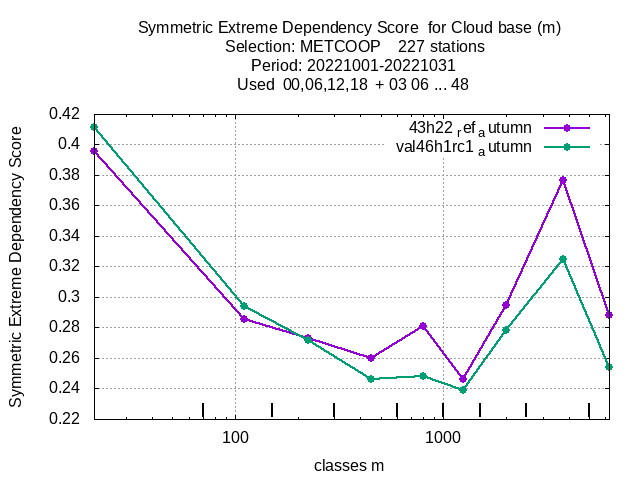 Symmetric Extreme Dependency Score for Cloud base (m)
Selection: METCOOP 227 stations
Period: 20221001-20221031
Used 00,06,12,18 + 03 06 ... 48
43h22ref autumn
val46h1rc1 autumn
Symmetric Extreme Dependency Score
0.42
0.4
0.38
0.36
0.34
0.32
0.3
0.28
0.26
0.24
0.22
100 1000
classes m